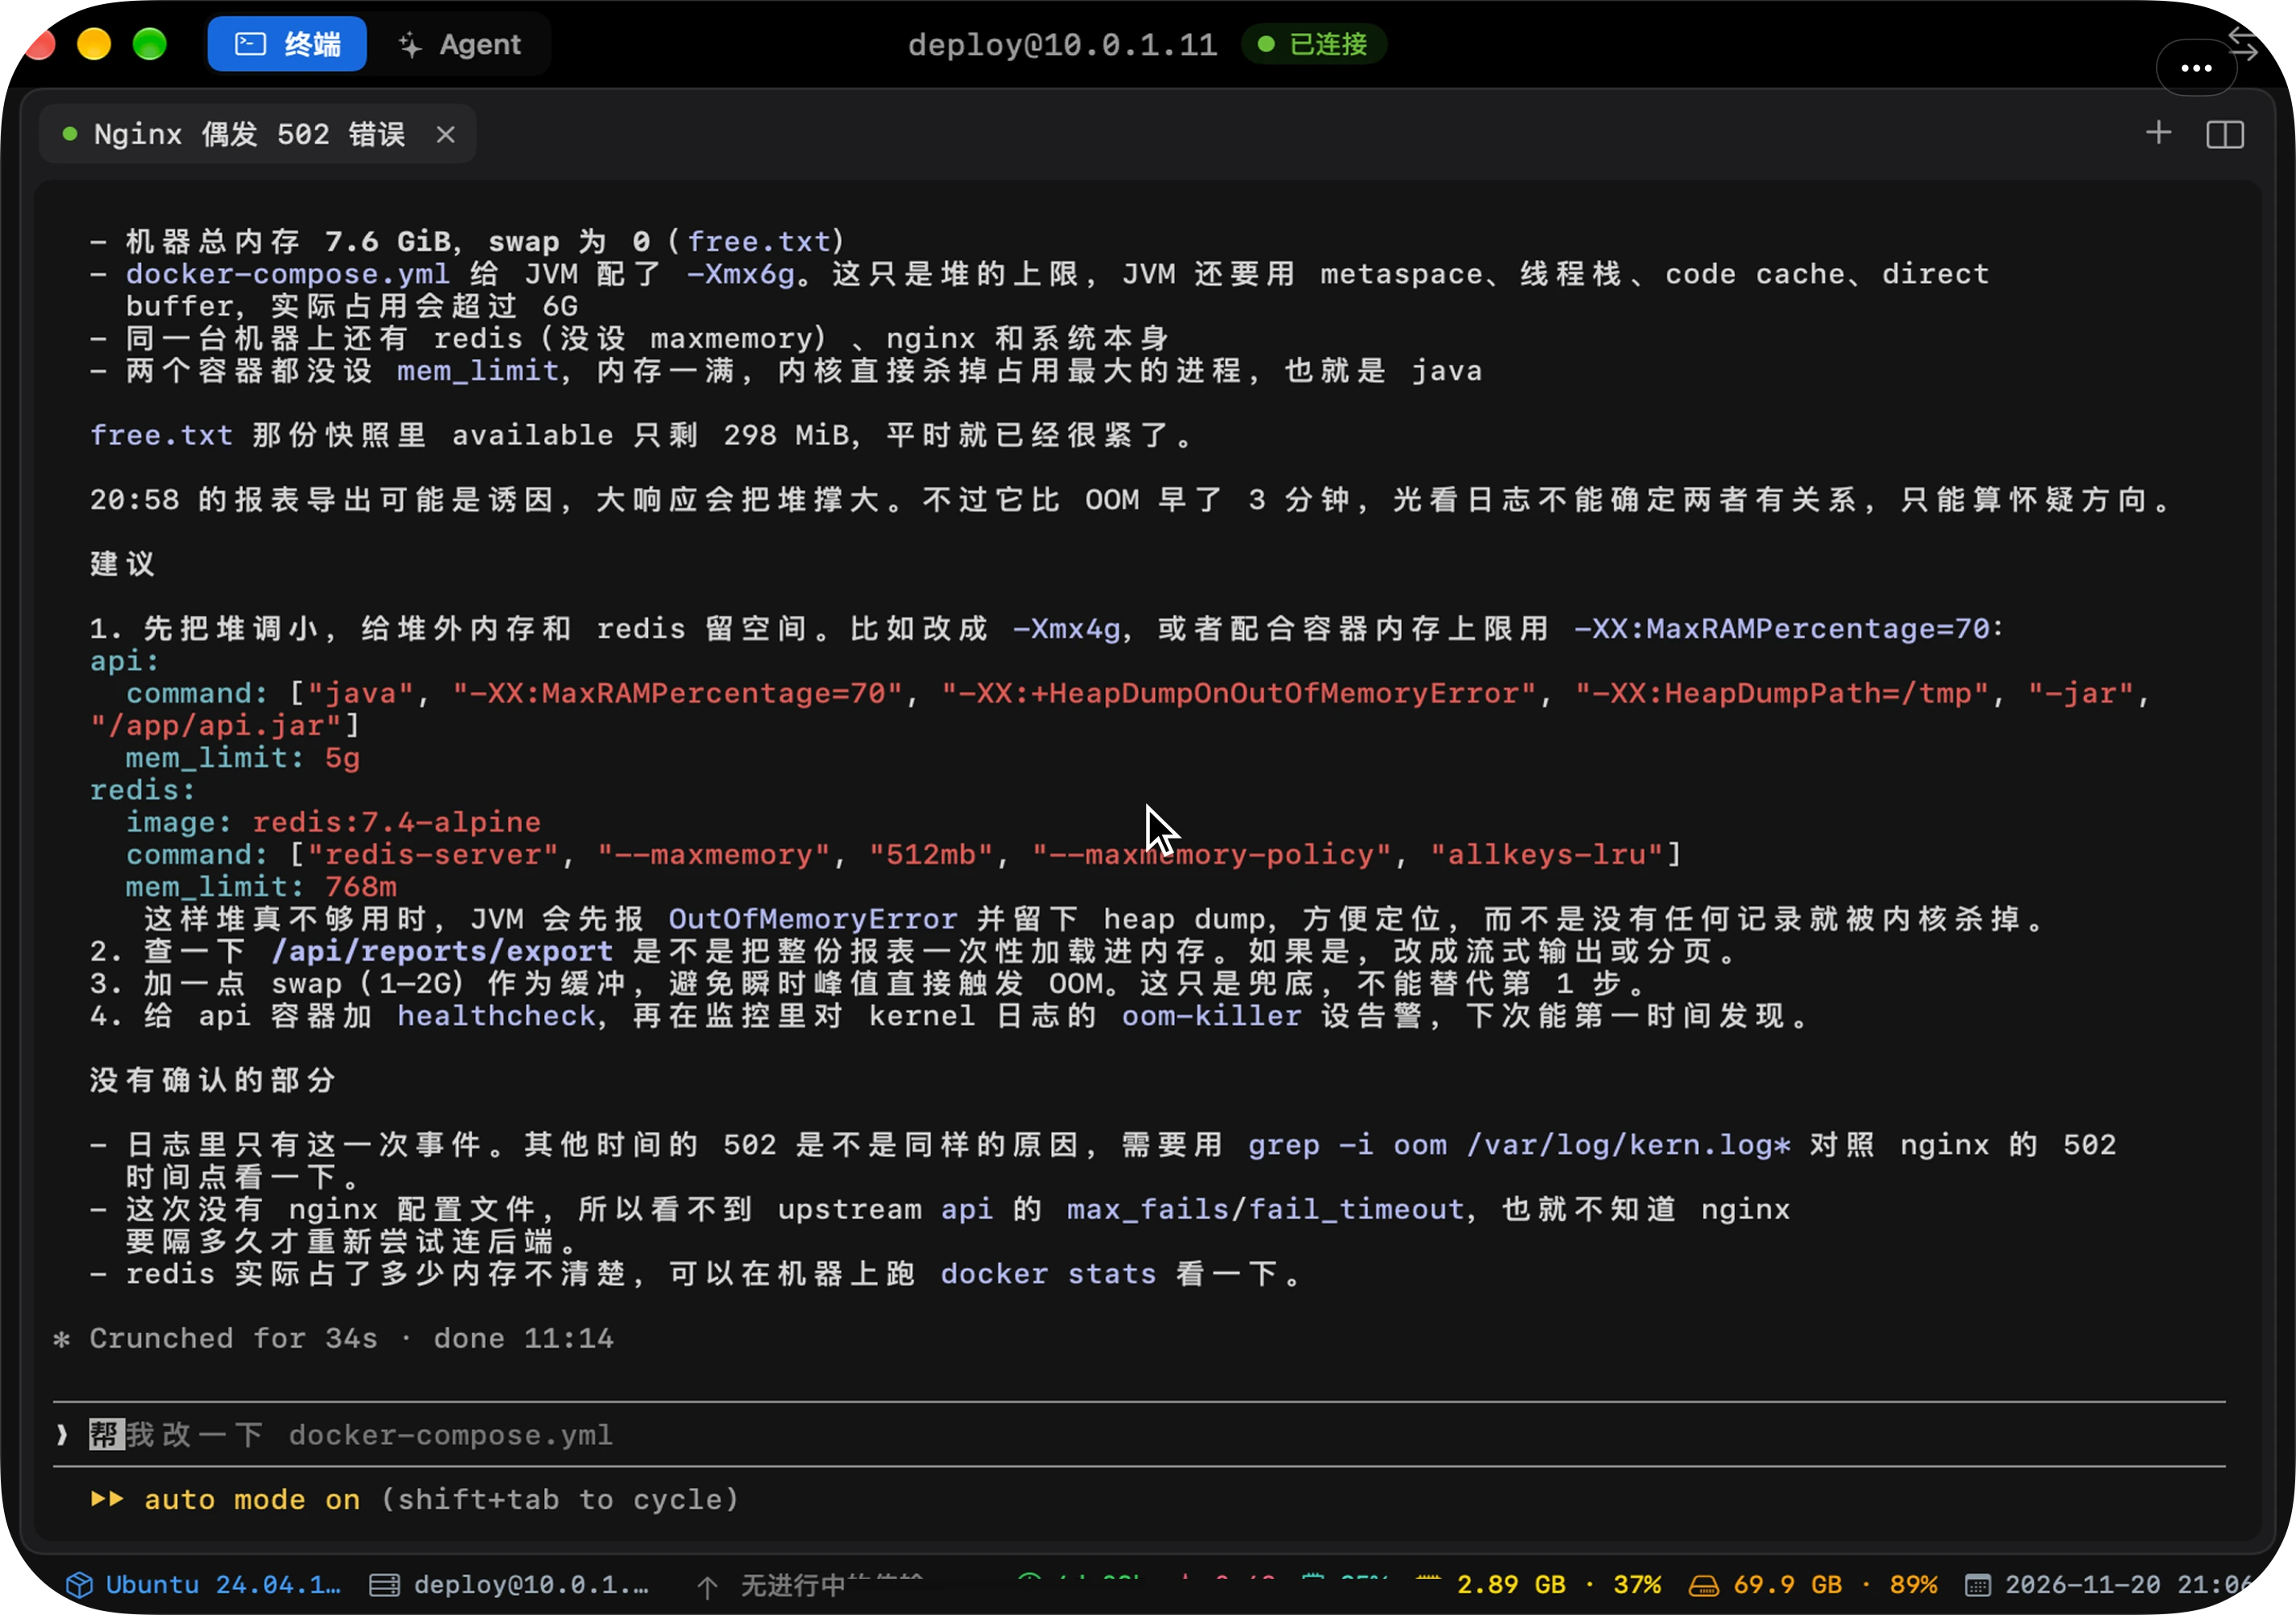 终端 Agent deploy@10.0.1.11 已连接
Nginx 偶发 502 错误
- 机器总内存 7.6 GiB，swap 为 0（free.txt）
- docker-compose.yml 给 JVM 配了 -Xmx6g。这只是堆的上限，JVM 还要用 metaspace、线程栈、code cache、direct
buffer，实际占用会超过 6G
- 同一台机器上还有 redis（没设 maxmemory）、nginx 和系统本身
- 两个容器都没设 mem_limit，内存一满，内核直接杀掉占用最大的进程，也就是 java
free.txt 那份快照里 available 只剩 298 MiB，平时就已经很紧了。
20:58 的报表导出可能是诱因，大响应会把堆撑大。不过它比 OOM 早了 3 分钟，光看日志不能确定两者有关系，只能算怀疑方向。
建议
1. 先把堆调小，给堆外内存和 redis 留空间。比如改成 -Xmx4g，或者配合容器内存上限用 -XX:MaxRAMPercentage=70：
api:
command: ["java", "-XX:MaxRAMPercentage=70", "-XX:+HeapDumpOnOutOfMemoryError", "-XX:HeapDumpPath=/tmp", "-jar",
"/app/api.jar"]
mem_limit: 5g
redis:
image: redis:7.4-alpine
command: ["redis-server", "--maxmemory", "512mb", "--maxmemory-policy", "allkeys-lru"]
mem_limit: 768m
这样堆真不够用时，JVM 会先报 OutOfMemoryError 并留下 heap dump，方便定位，而不是没有任何记录就被内核杀掉。
2. 查一下 /api/reports/export 是不是把整份报表一次性加载进内存。如果是，改成流式输出或分页。
3. 加一点 swap（1–2G）作为缓冲，避免瞬时峰值直接触发 OOM。这只是兜底，不能替代第 1 步。
4. 给 api 容器加 healthcheck，再在监控里对 kernel 日志的 oom-killer 设告警，下次能第一时间发现。
没有确认的部分
- 日志里只有这一次事件。其他时间的 502 是不是同样的原因，需要用 grep -i oom /var/log/kern.log* 对照 nginx 的 502
时间点看一下。
- 这次没有 nginx 配置文件，所以看不到 upstream api 的 max_fails/fail_timeout，也就不知道 nginx
要隔多久才重新尝试连后端。
- redis 实际占了多少内存不清楚，可以在机器上跑 docker stats 看一下。
* Crunched for 34s · done 11:14
❯ 帮我改一下 docker-compose.yml
▶▶ auto mode on (shift+tab to cycle)
Ubuntu 24.04.1… deploy@10.0.1.… ↑ 无进行中 2.89 GB · 37% 69.9 GB · 89% 2026-11-20 21:06